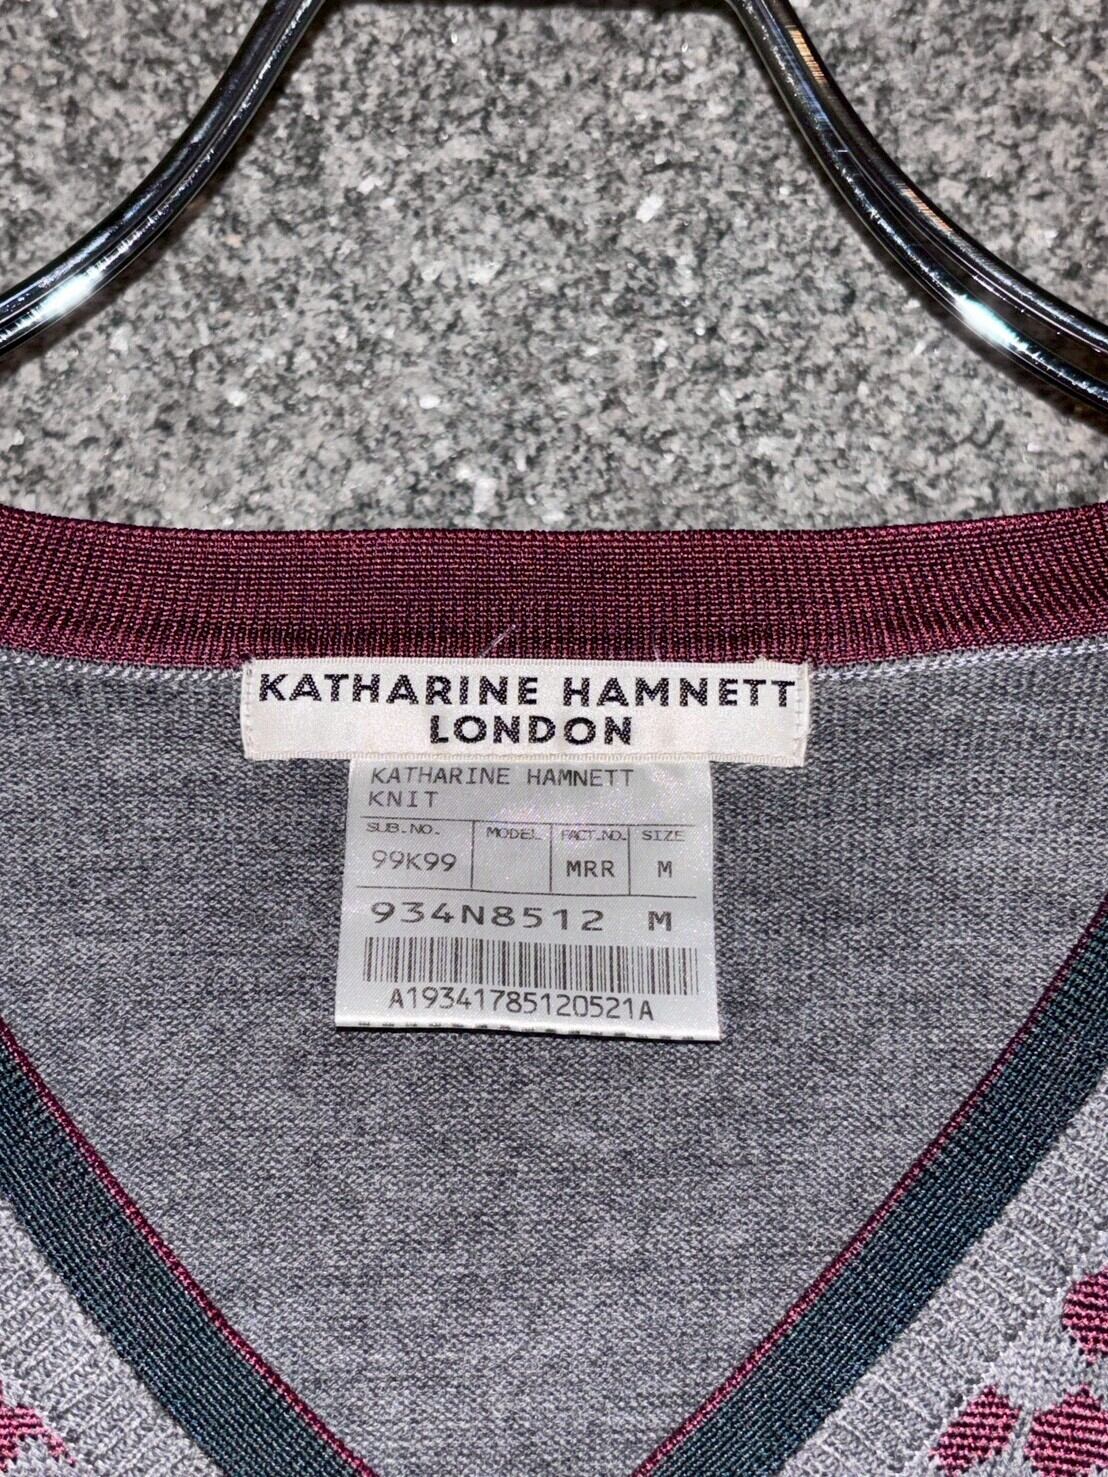 KATHARINE HAMNETT
LONDON
KATHARINE HAMNETT
KNIT
SUB.NO. MODEL FACT.NO. SIZE
99K99 MRR M
934N8512 M
A19341785120521A